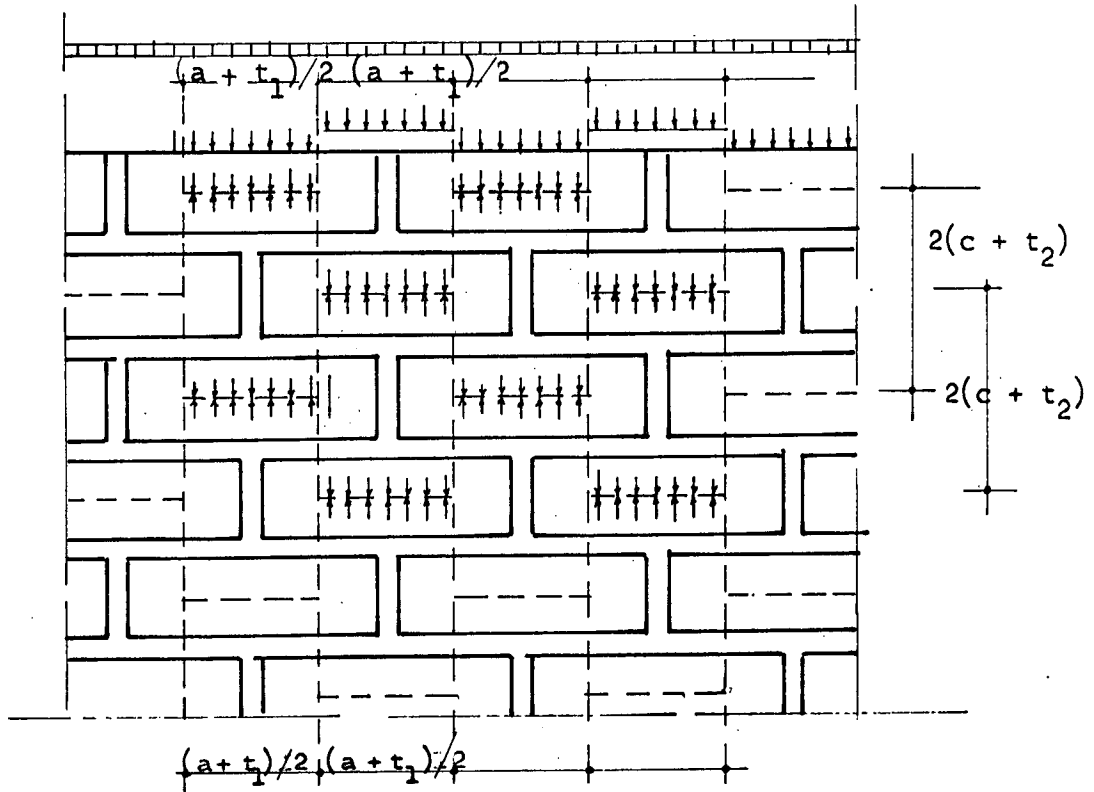 (a + t₁)/2 (a + t₁)/2
2(c + t₂)
2(c + t₂)
(a + t₁)/2 (a + t₁)/2